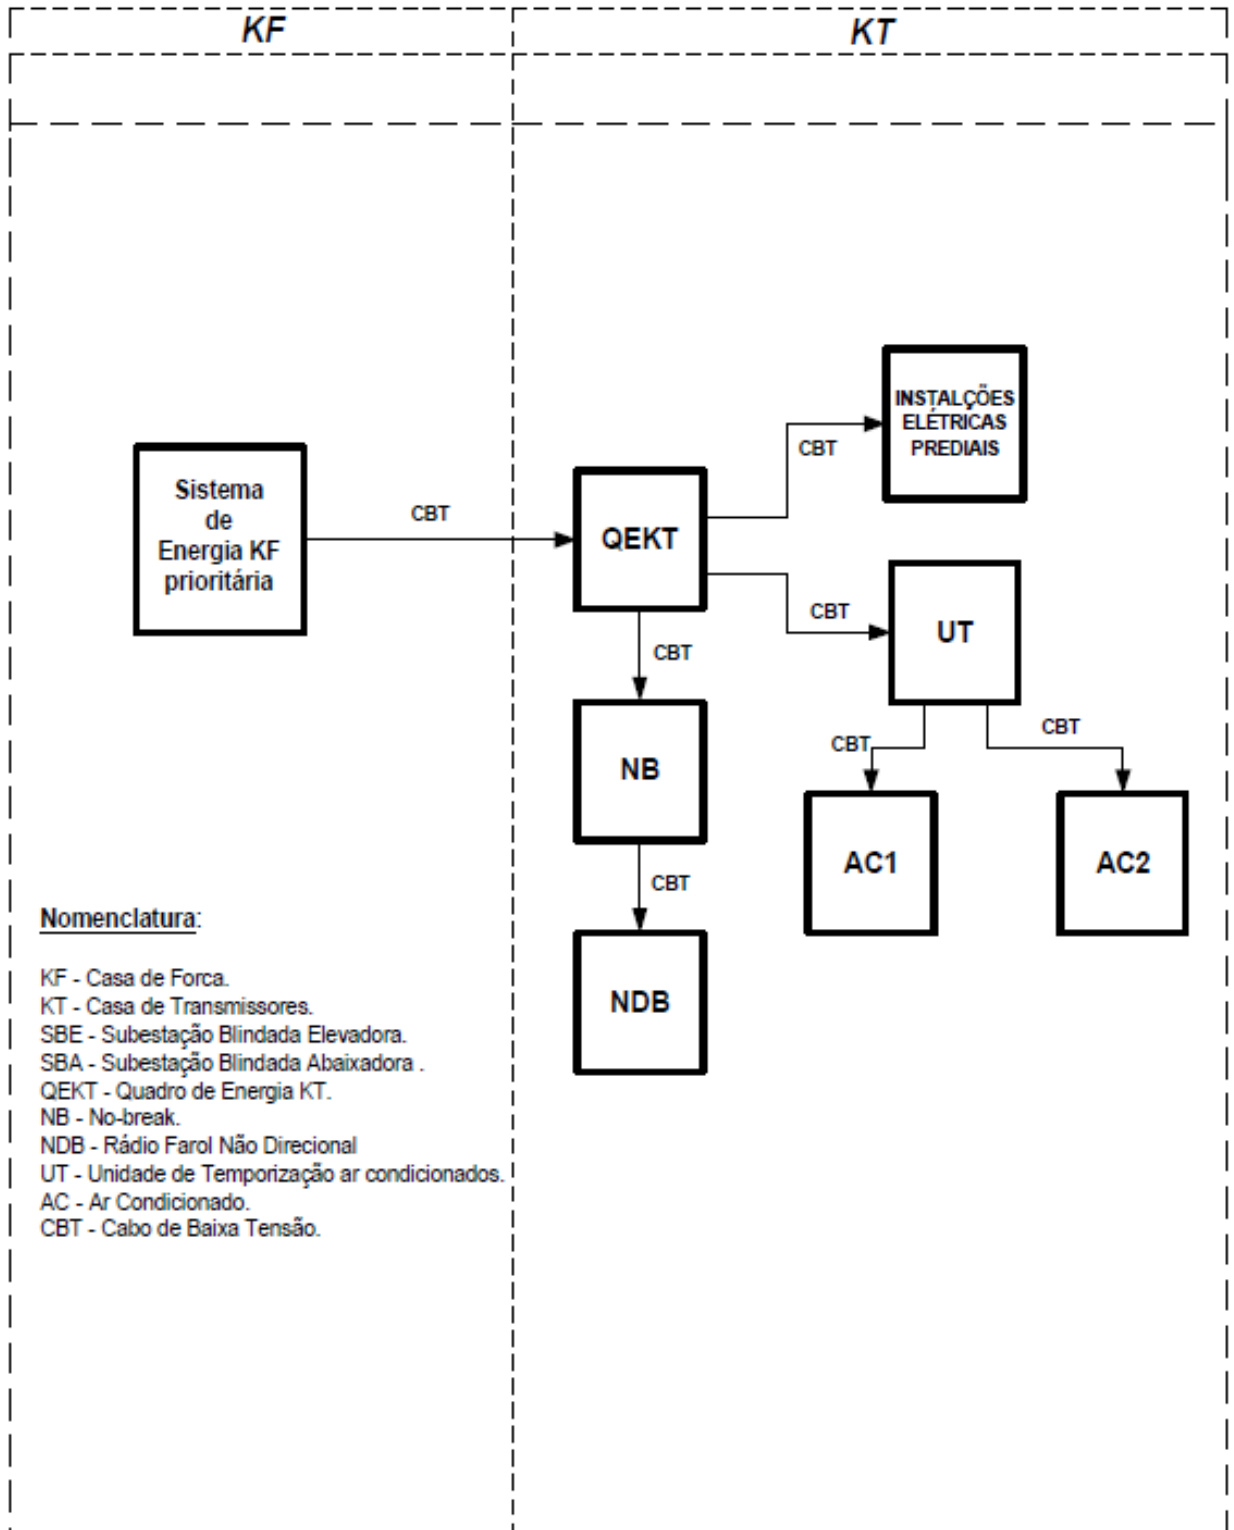 KF
KT
INSTALÇÕES
ELÉTRICAS
PREDIAIS
CBT
Sistema
de
Energia KF
prioritária
CBT
QEKT
CBT
UT
CBT
NB
CBT
CBT
AC1
AC2
CBT
NDB
Nomenclatura:
KF - Casa de Forca.
KT - Casa de Transmissores.
SBE - Subestação Blindada Elevadora.
SBA - Subestação Blindada Abaixadora .
QEKT - Quadro de Energia KT.
NB - No-break.
NDB - Rádio Farol Não Direcional
UT - Unidade de Temporização ar condicionados.
AC - Ar Condicionado.
CBT - Cabo de Baixa Tensão.